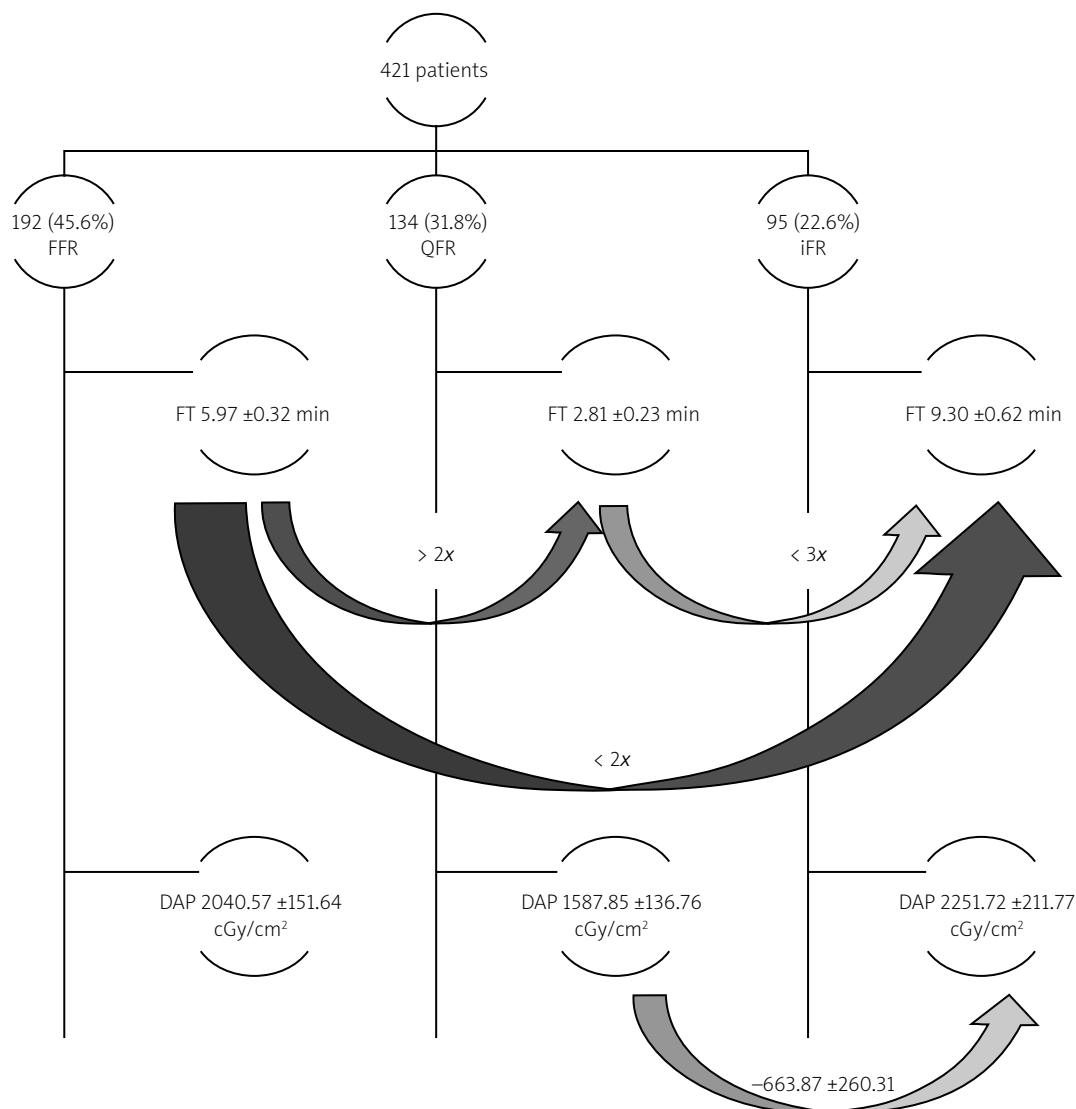 421 patients
192 (45.6%)
FFR
134 (31.8%)
QFR
95 (22.6%)
iFR
FT 5.97 ±0.32 min
FT 2.81 ±0.23 min
FT 9.30 ±0.62 min
> 2x
< 3x
< 2x
DAP 2040.57 ±151.64
cGy/cm²
DAP 1587.85 ±136.76
cGy/cm²
DAP 2251.72 ±211.77
cGy/cm²
–663.87 ±260.31